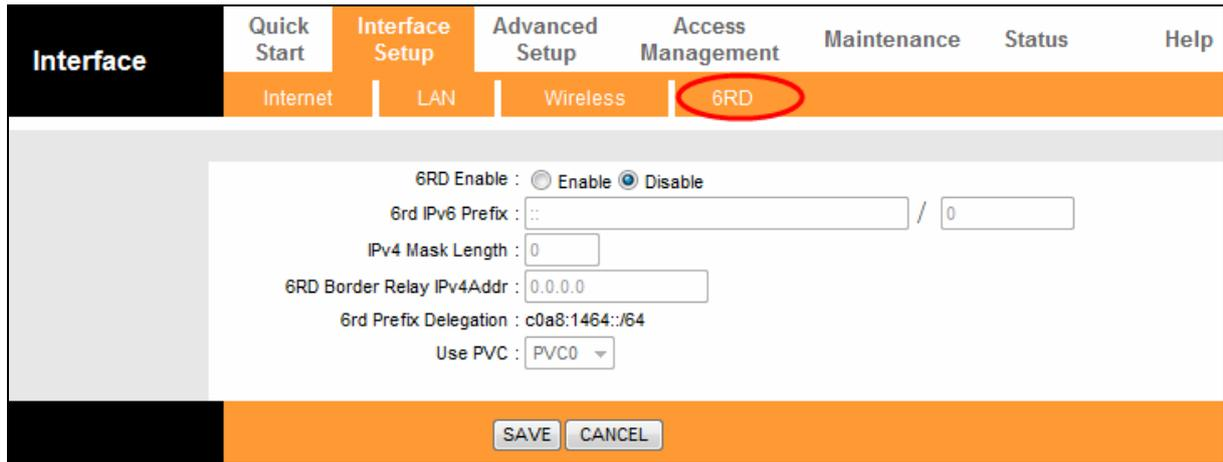 Interface
Quick Start
Interface Setup
Advanced Setup
Access Management
Maintenance
Status
Help
Internet
LAN
Wireless
6RD
6RD Enable : Enable Disable
6rd IPv6 Prefix : :: / 0
IPv4 Mask Length : 0
6RD Border Relay IPv4Addr : 0.0.0.0
6rd Prefix Delegation : c0a8:1464::/64
Use PVC : PVC0
SAVE CANCEL